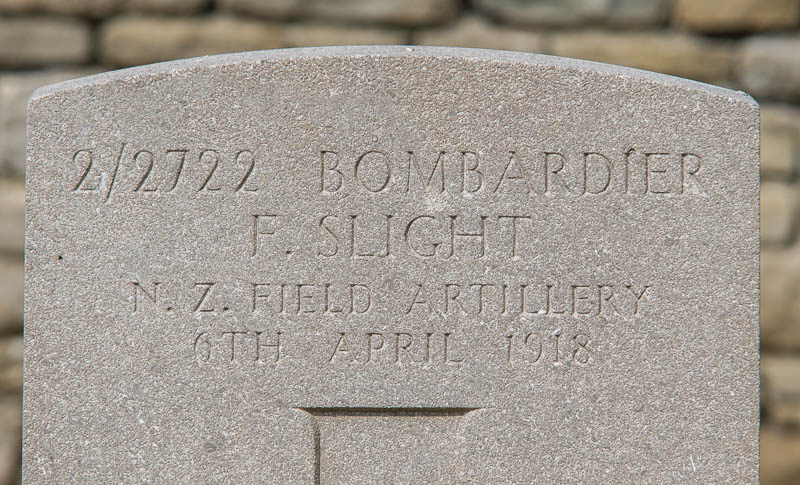 2/2722 BOMBARDIER
F. SLIGHT
N. Z. FIELD ARTILLERY
6TH APRIL 1918